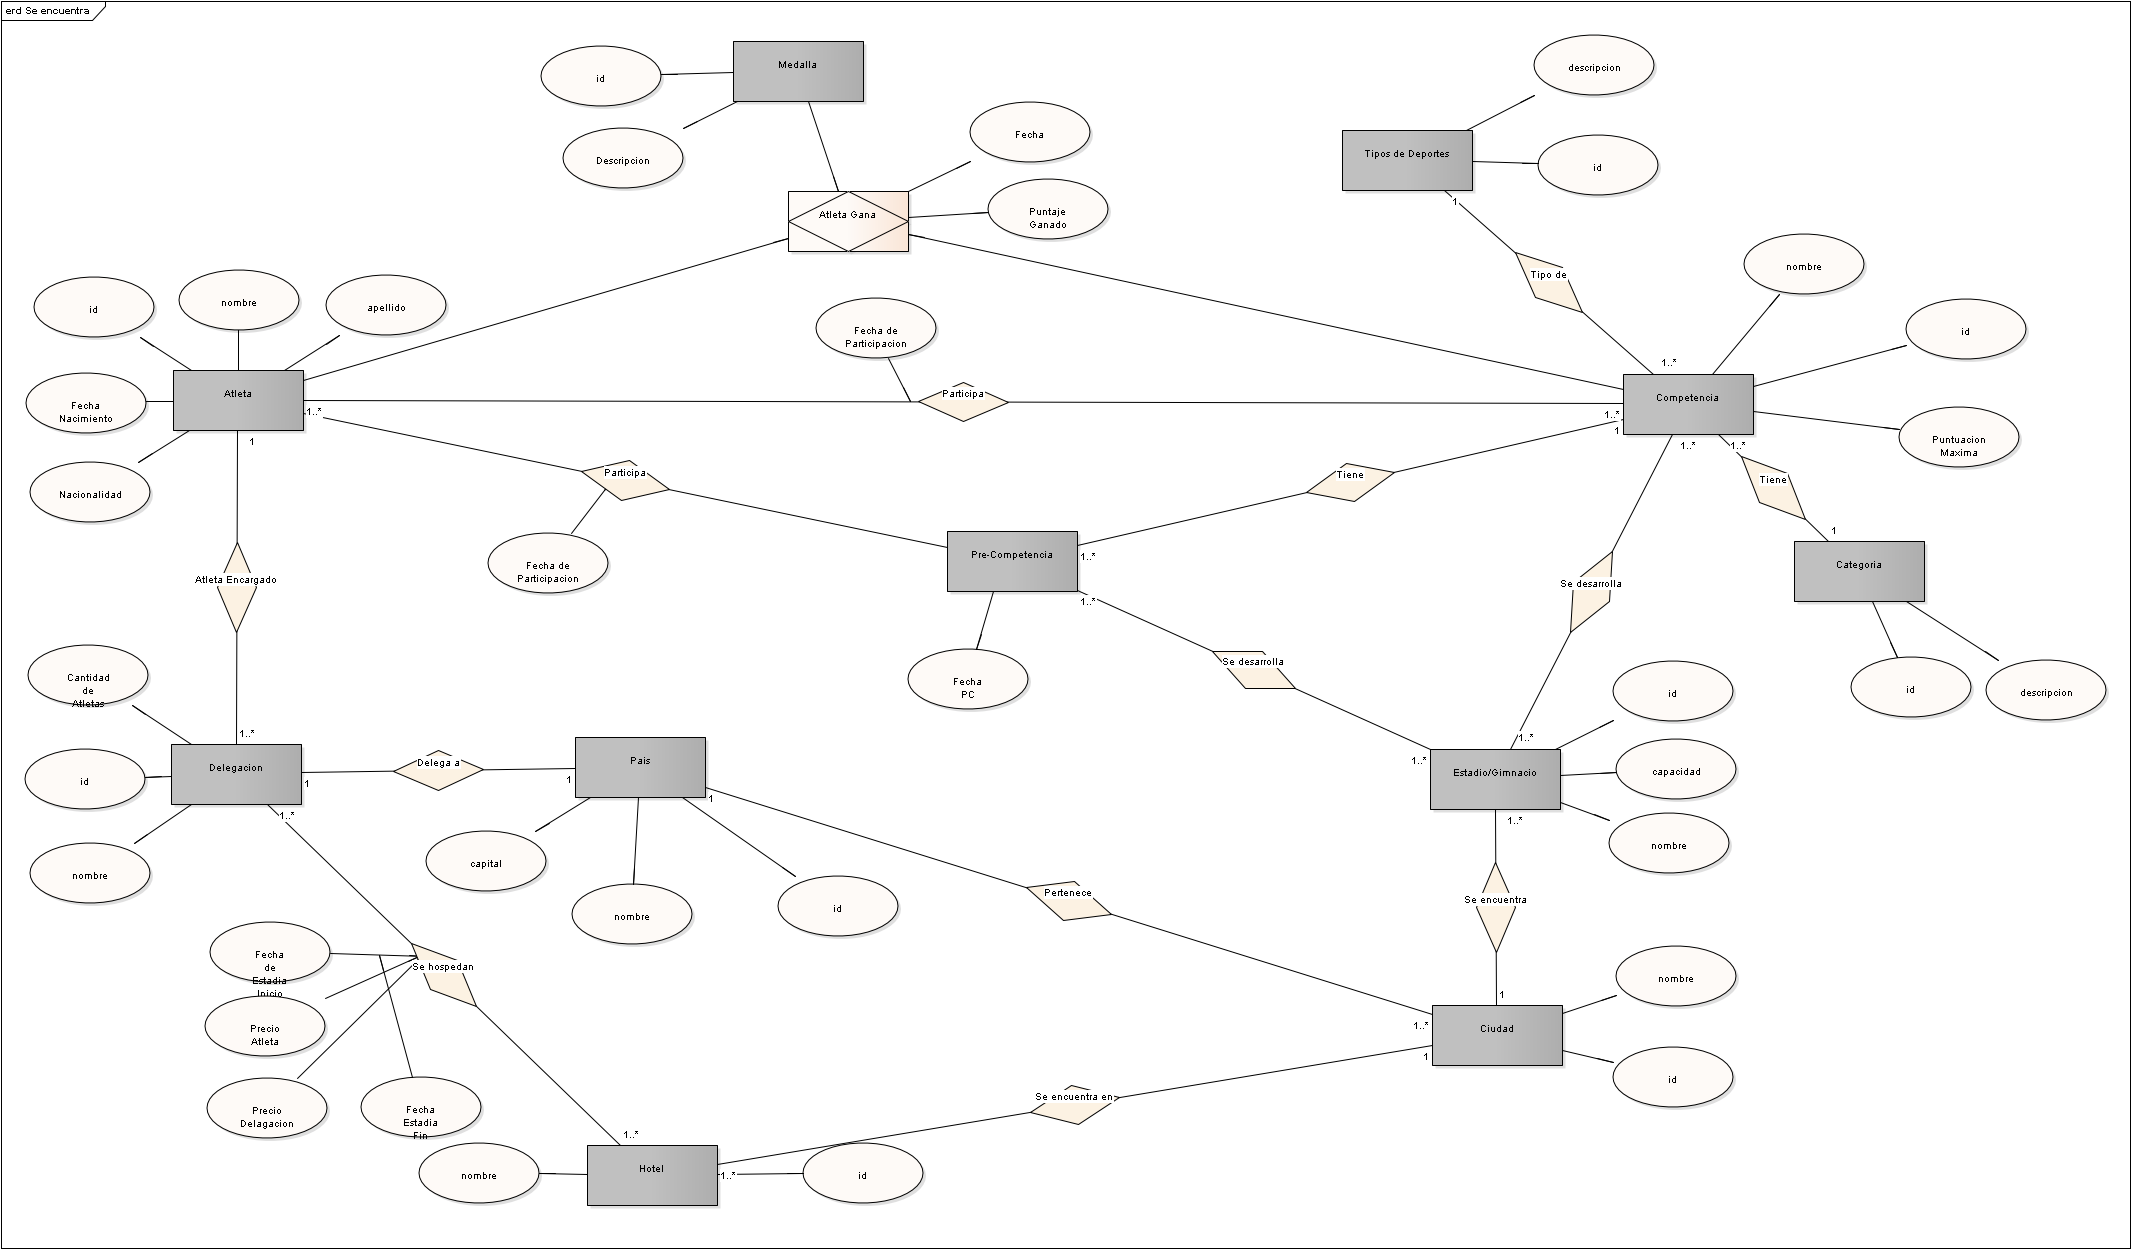 erd Se encuentra
Medalla
id
Descripcion
descripcion
Tipos de Deportes
id
Fecha
Atleta Gana
Puntaje
Ganado
1
Tipo de
nombre
id
1..*
id
nombre
apellido
Fecha de
Participacion
Atleta
Fecha
Nacimiento
Nacionalidad
1..*
1
Participa
Competencia
1..*
1
1..*
1..*
Puntuacion
Maxima
Participa
Tiene
Tiene
1
Fecha de
Participacion
Pre-Competencia
1..*
1..*
Categoria
Atleta Encargado
Se desarrolla
Fecha
PC
Se desarrolla
id
descripcion
Cantidad
de
Atletas
id
1..*
1..*
1..*
Delegacion
1
Delega a
1
Pais
1
Estadio/Gimnacio
capacidad
id
nombre
nombre
1..*
1..*
capital
nombre
id
Pertenece
Se encuentra
Fecha
de
Estadia
Inicio
Se hospedan
nombre
1
Precio
Atleta
1..*
Ciudad
1
id
Precio
Delagacion
Fecha
Estadia
Fin
Se encuentra en
1..*
nombre
Hotel
1..*
id